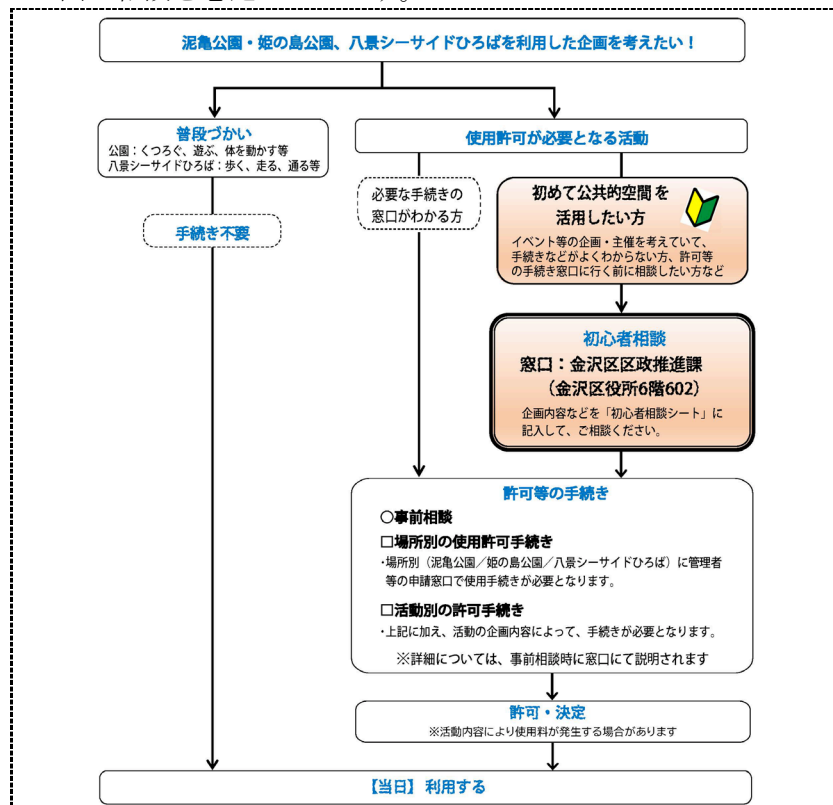 泥亀公園・姫の島公園、八景シーサイドひろばを利用した企画を考えたい！
普段づかい
公園：くつろぐ、遊ぶ、体を動かす等
八景シーサイドひろば：歩く、走る、通る等
手続き不要
使用許可が必要となる活動
必要な手続きの
窓口がわかる方
初めて公共的空間 を
活用したい方
イベント等の企画・主催を考えていて、
手続きなどがよくわからない方、許可等
の手続き窓口に行く前に相談したい方など
初心者相談
窓口：金沢区区政推進課
（金沢区役所6階602）
企画内容などを「初心者相談シート」に
記入して、ご相談ください。
許可等の手続き
○事前相談
□場所別の使用許可手続き
・場所別（泥亀公園／姫の島公園／八景シーサイドひろば）に管理者
等の申請窓口で使用手続きが必要となります。
□活動別の許可手続き
・上記に加え、活動の企画内容によって、手続きが必要となります。
※詳細については、事前相談時に窓口にて説明されます
許可・決定
※活動内容により使用料が発生する場合があります
【当日】 利用する